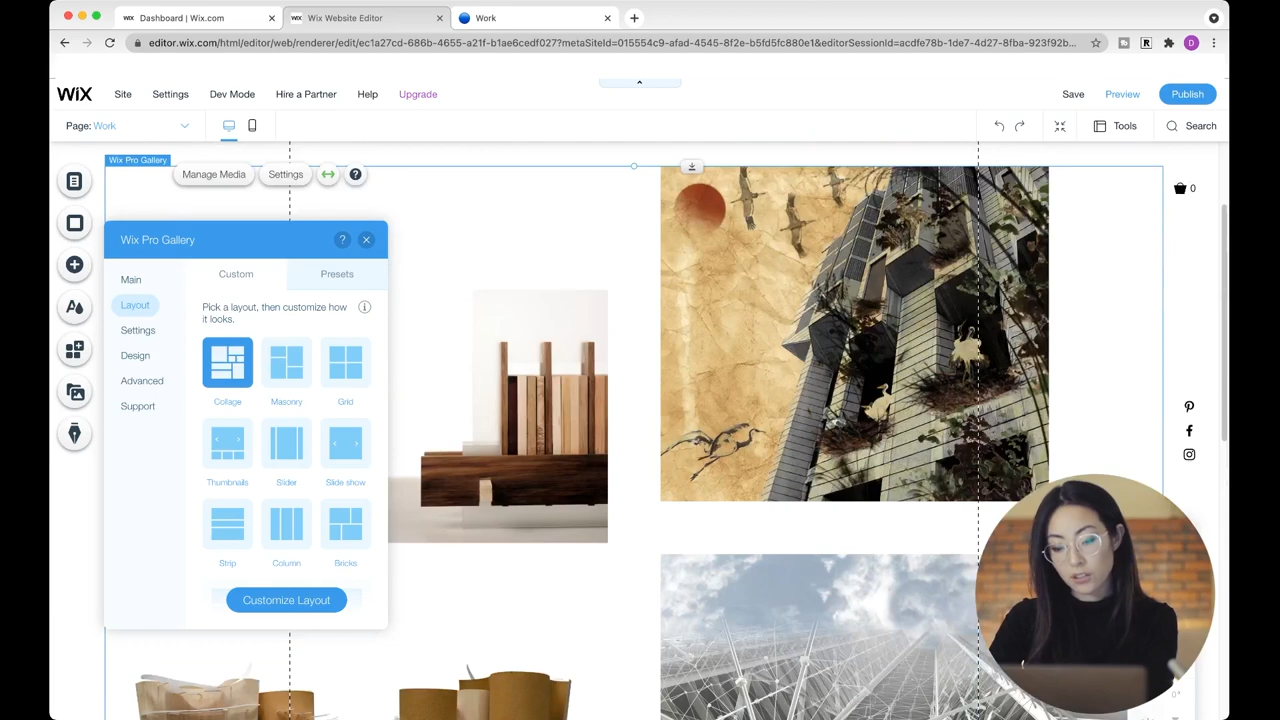 WiX Dashboard | Wix.com
WiX Wix Website Editor
Work
editor.wix.com/html/editor/web/renderer/edit/ec1a27cd-686b-4655-a21f-b1ae6cedf027?metaSiteId=015554c9-afad-4545-8f2e-b5fd5fc880e1&editorSessionId=acdfe78b-1de7-4d27-8fba-923f92b...
R
D
WiX Site Settings Dev Mode Hire a Partner Help Upgrade Save Preview Publish
Page: Work Tools Search
Wix Pro Gallery
Manage Media Settings ?
0
Wix Pro Gallery ?
Main
Layout
Settings
Design
Advanced
Support
Custom Presets
Pick a layout, then customize how
it looks.
Collage Masonry Grid
Thumbnails Slider Slide show
Strip Column Bricks
Customize Layout
0°